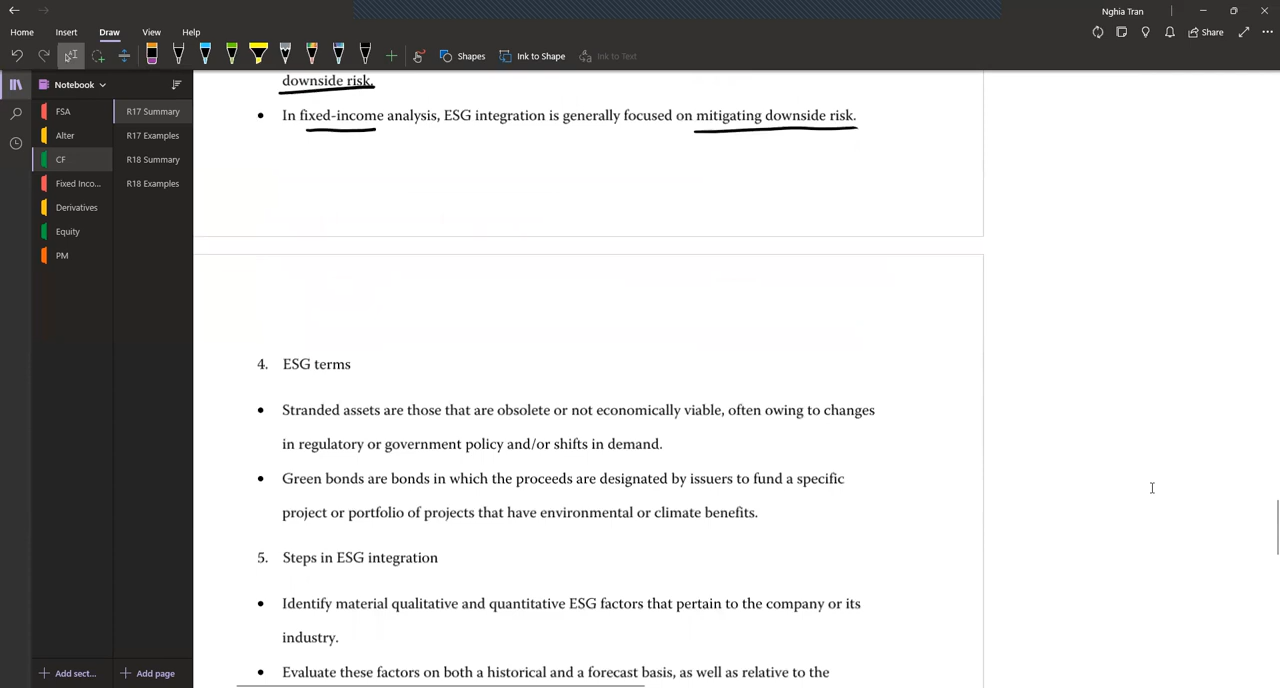 Nghia Tran
Home Insert Draw View Help
Share
Shapes Ink to Shape Ink to Text
Notebook
FSA
Alter
CF
Fixed Inco...
Derivatives
Equity
PM
Add sect...
R17 Summary
R17 Examples
R18 Summary
R18 Examples
Add page
downside risk.
• In fixed-income analysis, ESG integration is generally focused on mitigating downside risk.
4. ESG terms
• Stranded assets are those that are obsolete or not economically viable, often owing to changes
in regulatory or government policy and/or shifts in demand.
• Green bonds are bonds in which the proceeds are designated by issuers to fund a specific
project or portfolio of projects that have environmental or climate benefits.
5. Steps in ESG integration
• Identify material qualitative and quantitative ESG factors that pertain to the company or its
industry.
• Evaluate these factors on both a historical and a forecast basis, as well as relative to the